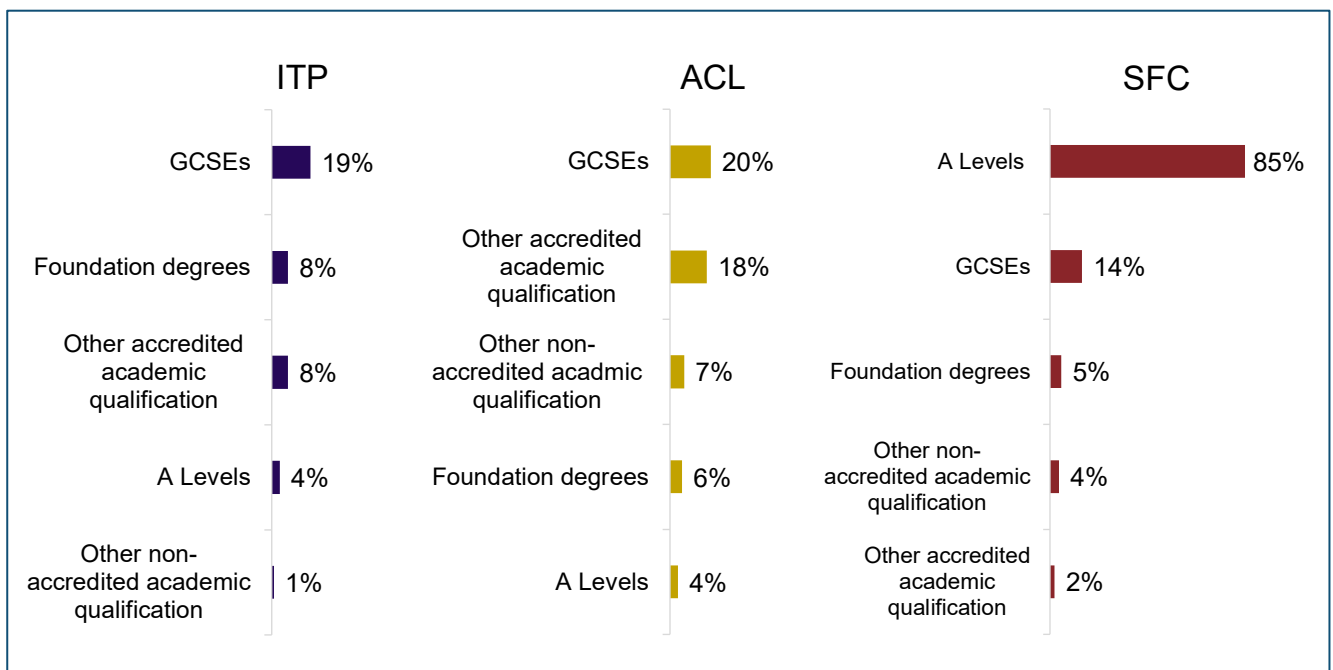 ITP
GCSEs
19%
Foundation degrees
8%
Other accredited
academic
qualification
8%
A Levels
4%
Other non-
accredited academic
qualification
1%
ACL
GCSEs
20%
Other accredited
academic
qualification
18%
Other non-
accredited acadmic
qualification
7%
Foundation degrees
6%
A Levels
4%
SFC
A Levels
85%
GCSEs
14%
Foundation degrees
5%
Other non-
accredited academic
qualification
4%
Other accredited
academic
qualification
2%